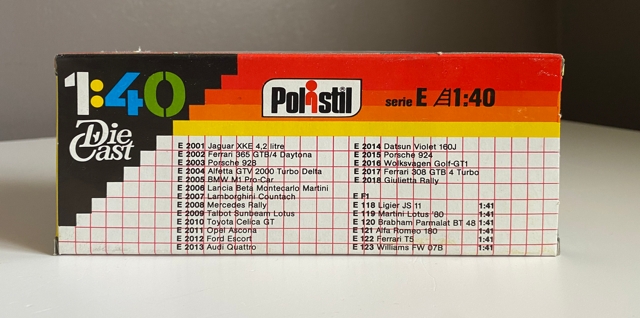 1:40
Die
Cast
Polistil
serie E 1:40
E 2001 Jaguar XKE 4,2 litre
E 2002 Ferrari 365 GTB/4 Daytona
E 2003 Porsche 928
E 2004 Alfetta GTV 2000 Turbo Delta
E 2005 BMW M1 Pro-Car
E 2006 Lancia Beta Montecarlo Martini
E 2007 Lamborghini Countach
E 2008 Mercedes Rally
E 2009 Talbot Sunbeam Lotus
E 2010 Toyota Celica GT
E 2011 Opel Ascona
E 2012 Ford Escort
E 2013 Audi Quattro
E 2014 Datsun Violet 160J
E 2015 Porsche 924
E 2016 Wolksvagen Golf-GT1
E 2017 Ferrari 308 GTB 4 Turbo
E 2018 Giulietta Rally
E F1
E 118 Ligier JS 11 1:41
E 119 Martini Lotus '80 1:41
E 120 Brabham Parmalat BT 48 1:41
E 121 Alfa Romeo 180 1:41
E 122 Ferrari T5 1:41
E 123 Williams FW 07B 1:41